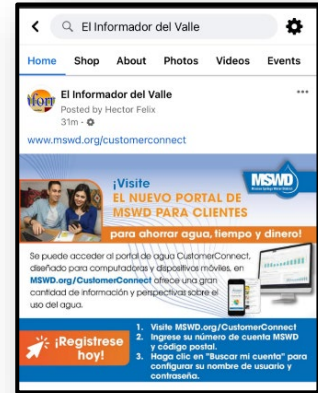 El Informador del Valle
Home Shop About Photos Videos Events
El Informador del Valle
Posted by Hector Felix
31m
www.mswd.org/customerconnect
MSWD
¡Visite
EL NUEVO PORTAL DE
MSWD PARA CLIENTES
para ahorrar agua, tiempo y dinero!
Se puede acceder al portal de agua CustomerConnect,
diseñado para computadoras y dispositivos móviles, en
MSWD.org/CustomerConnect ofrece una gran
cantidad de información y perspectivas sobre el
uso del agua.
¡Regístrese
hoy!
1. Visite MSWD.org/CustomerConnect
2. Ingrese su número de cuenta MSWD
y código postal.
3. Haga clic en "Buscar mi cuenta" para
configurar su nombre de usuario y
contraseña.